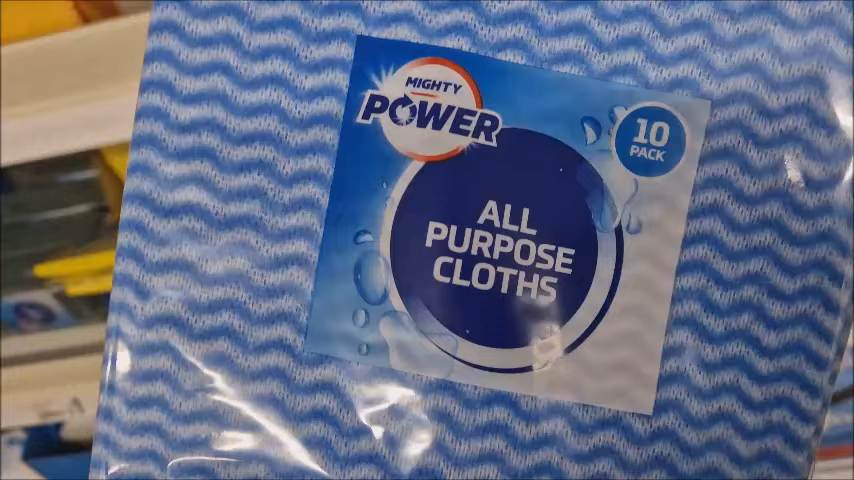 MIGHTY
POWER
10
PACK
ALL
PURPOSE
CLOTHS